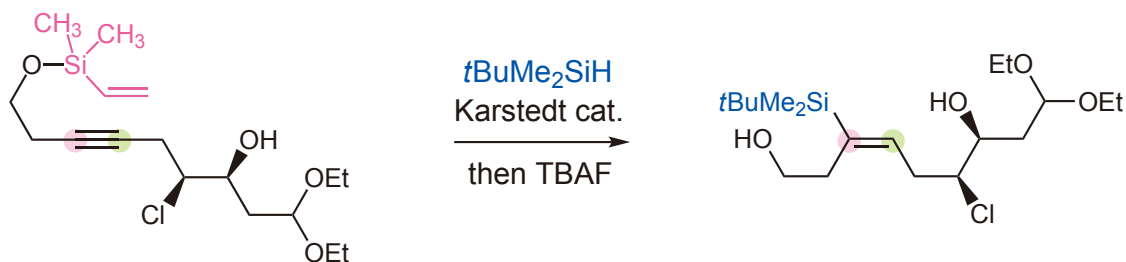 CH₃
CH₃
O
Si
OH
Cl
OEt
OEt
tBuMe₂SiH
Karstedt cat.
then TBAF
tBuMe₂Si
HO
HO
EtO
OEt
Cl